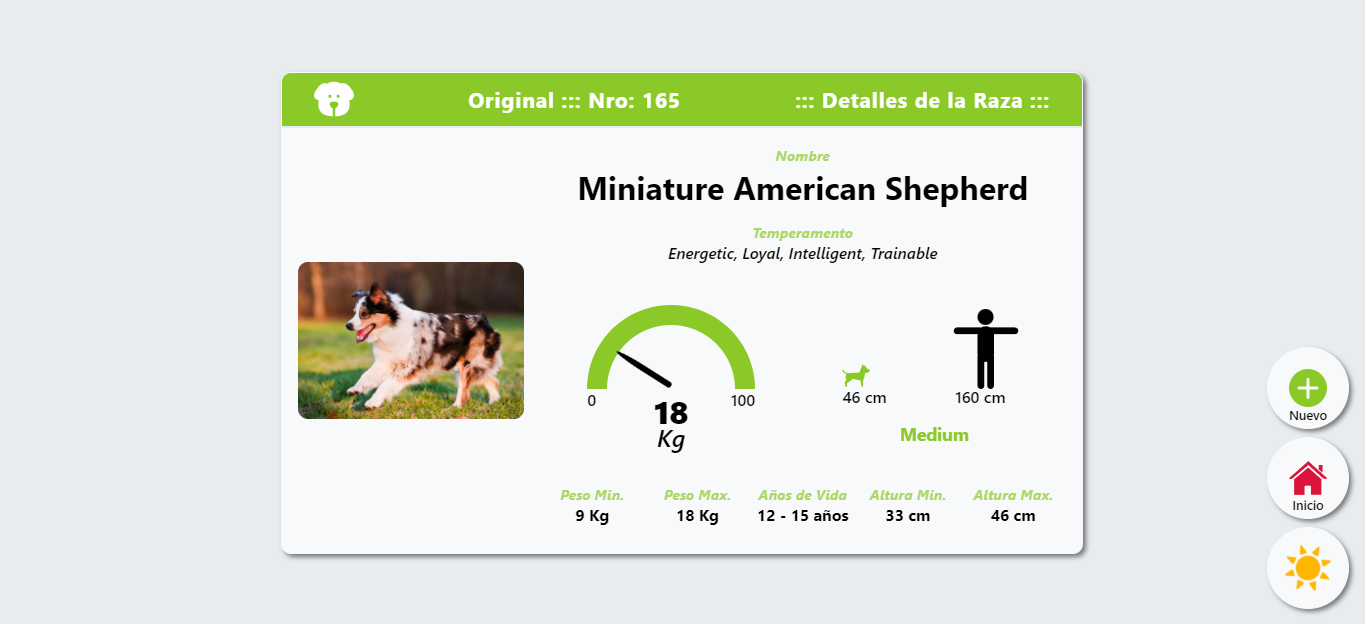 Original ::: Nro: 165
::: Detalles de la Raza :::
Nombre
Miniature American Shepherd
Temperamento
Energetic, Loyal, Intelligent, Trainable
0
100
18
Kg
46 cm
160 cm
Medium
Peso Min.
9 Kg
Peso Max.
18 Kg
Años de Vida
12 - 15 años
Altura Min.
33 cm
Altura Max.
46 cm
Nuevo
Inicio